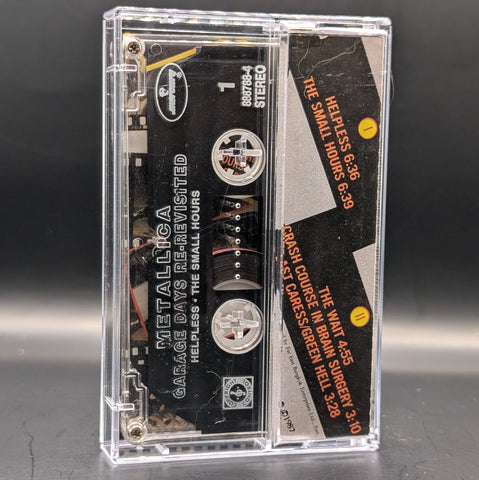 1
888788-4
STEREO
METALLICA
GARAGE DAYS RE-REVISITED
HELPLESS • THE SMALL HOURS
I
HELPLESS 6:36
THE SMALL HOURS 6:39
II
THE WAIT 4:55
CRASH COURSE IN BRAIN SURGERY 3:10
LAST CARESS/GREEN HELL 3:28
©1987